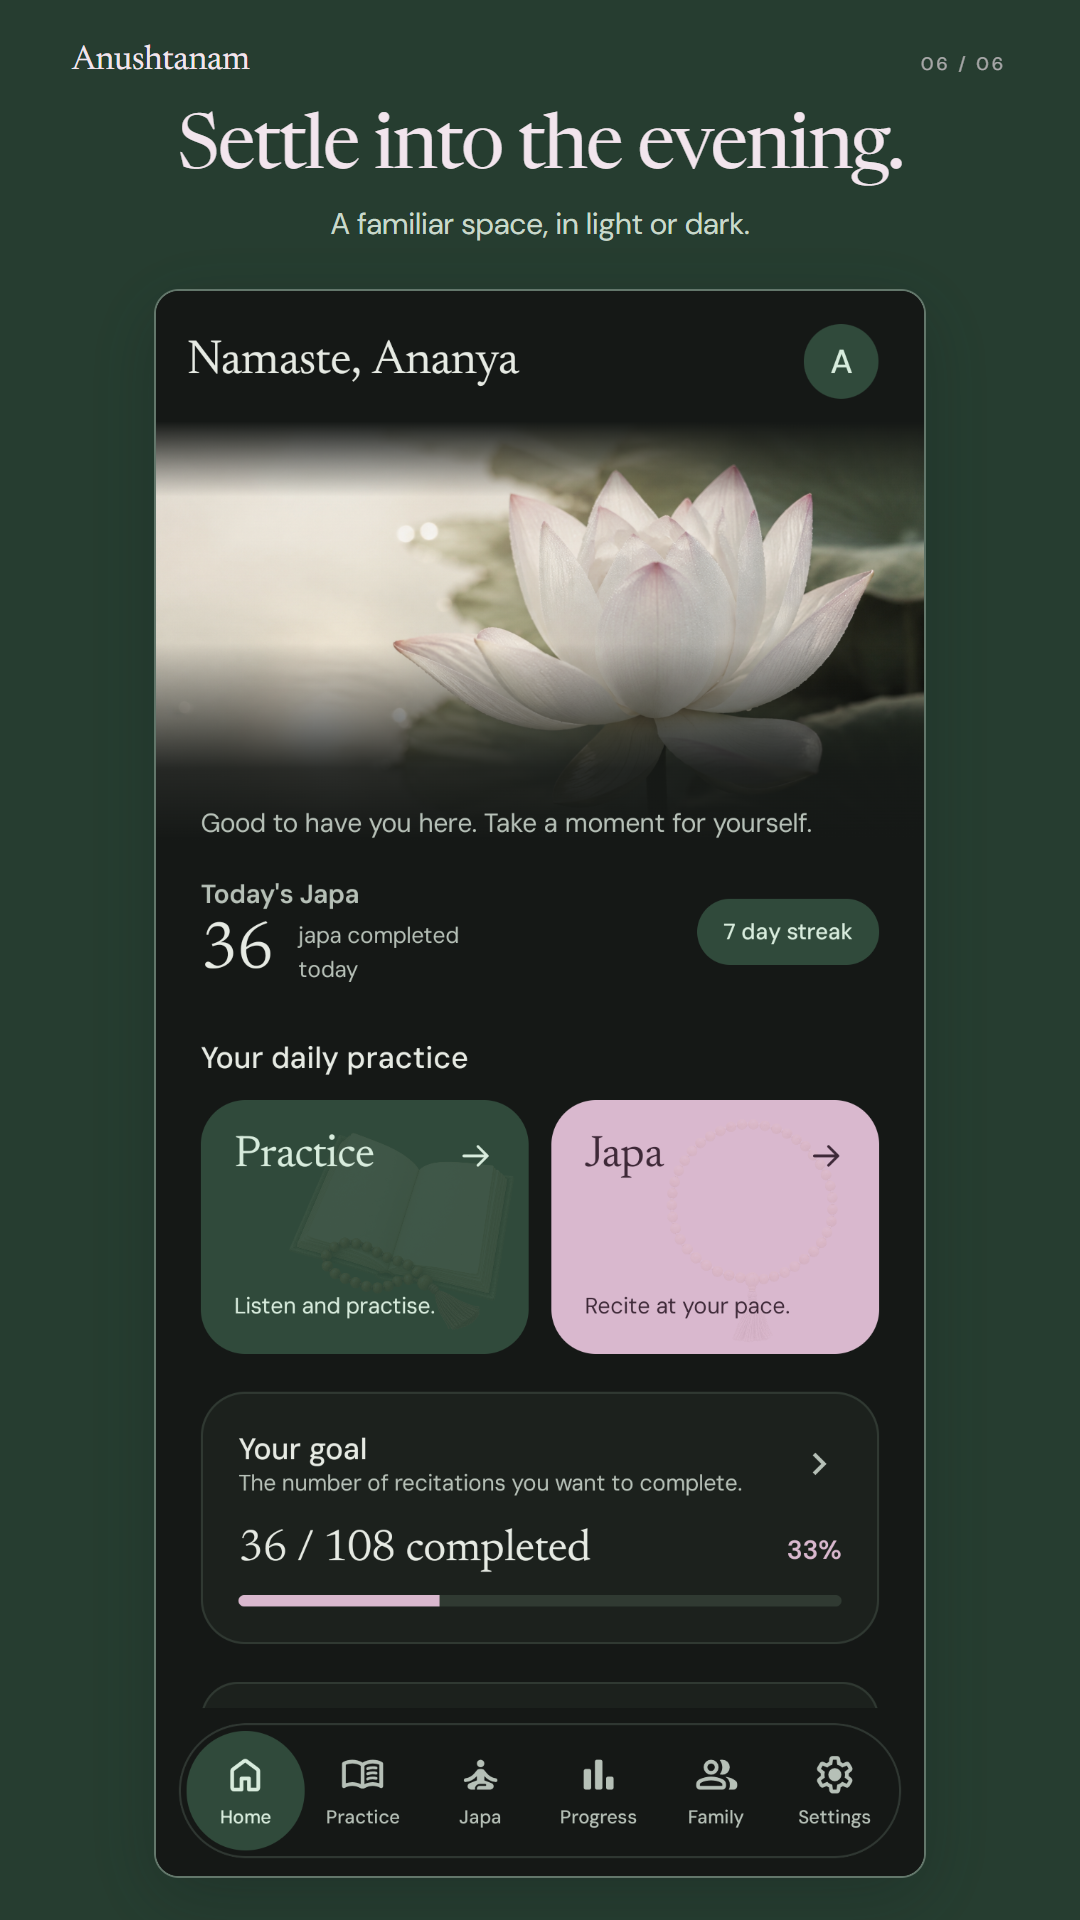 Anushtanam
06 / 06
Settle into the evening.
A familiar space, in light or dark.
Namaste, Ananya
A
Good to have you here. Take a moment for yourself.
Today's Japa
36
japa completed
today
7 day streak
Your daily practice
Practice
Listen and practise.
Japa
Recite at your pace.
Your goal
The number of recitations you want to complete.
36 / 108 completed
33%
Home
Practice
Japa
Progress
Family
Settings